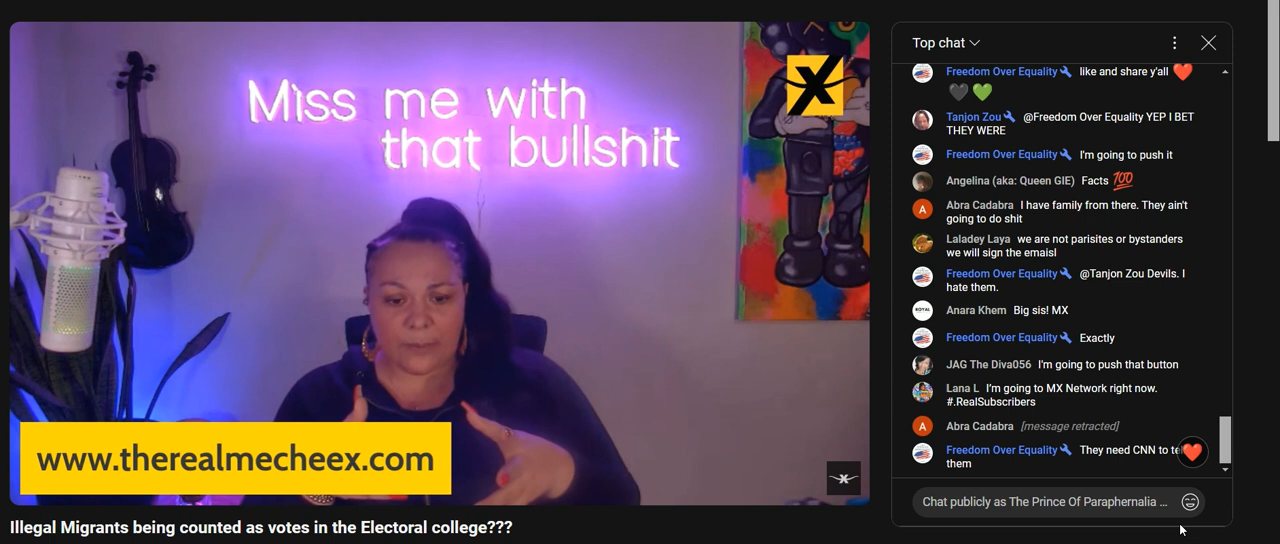 Miss me with
that bullshit
X
www.therealmecheex.com
Illegal Migrants being counted as votes in the Electoral college???
Top chat
Freedom Over Equality like and share y'all
Tanjon Zou @Freedom Over Equality YEP I BET
THEY WERE
Freedom Over Equality I'm going to push it
Angelina (aka: Queen GIE) Facts 💯
A Abra Cadabra I have family from there. They ain't
going to do shit
Laladey Laya we are not parisites or bystanders
we will sign the emaisl
Freedom Over Equality @Tanjon Zou Devils. I
hate them.
ROYAL Anara Khem Big sis! MX
Freedom Over Equality Exactly
JAG The Diva056 I'm going to push that button
Lana L I'm going to MX Network right now.
#.RealSubscribers
A Abra Cadabra [message retracted]
Freedom Over Equality They need CNN to
them
Chat publicly as The Prince Of Paraphernalia ...